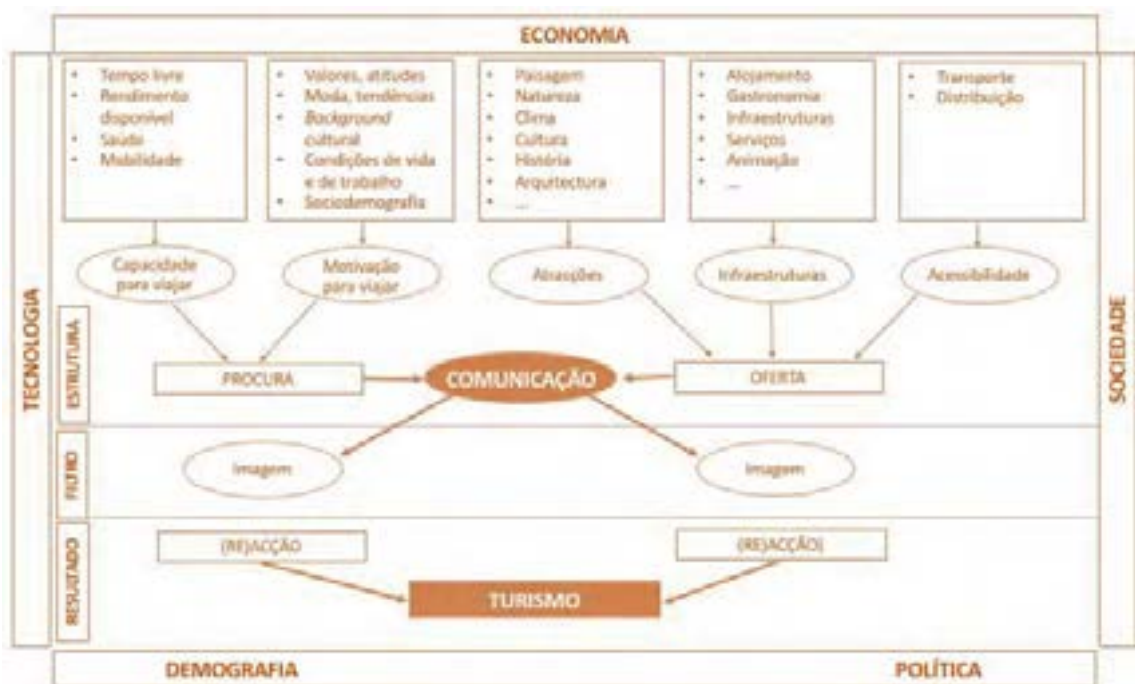 ECONOMIA
TECNOLOGIA
• Tempo livre
• Rendimento
disponível
• Saúde
• Mobilidade
• Valores, atitudes
• Moda, tendências
• Background
cultural
• Condições de vida
e de trabalho
• Sociodemografia
• Paisagem
• Natureza
• Clima
• Cultura
• História
• Arquitectura
• ...
• Alojamento
• Gastronomia
• Infraestruturas
• Serviços
• Animação
• ...
• Transporte
• Distribuição
SOCIEDADE
Capacidade
para viajar
Motivação
para viajar
Atracções
Infraestruturas
Acessibilidade
ESTRUTURA
PROCURA
COMUNICAÇÃO
OFERTA
FILTRO
Imagem
Imagem
RESULTADO
(RE)ACÇÃO
(RE)ACÇÃO|
TURISMO
DEMOGRAFIA
POLÍTICA